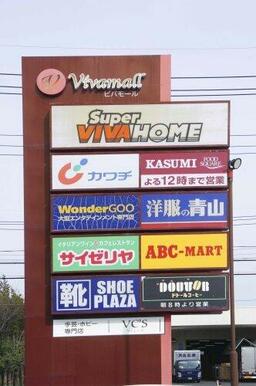 Vivamall
ビバモール
Super
VIVAHOME
カワチ
KASUMI FOOD SQUARE
よる12時まで営業
WonderGOO
大型エンタテインメント専門店
洋服の青山
イタリアンワイン・カフェレストラン
サイゼリヤ
ABC-MART
靴 SHOE PLAZA
DOUTOR
ドトールコーヒー
朝8時より営業
手芸・ホビー
専門店
VC'S